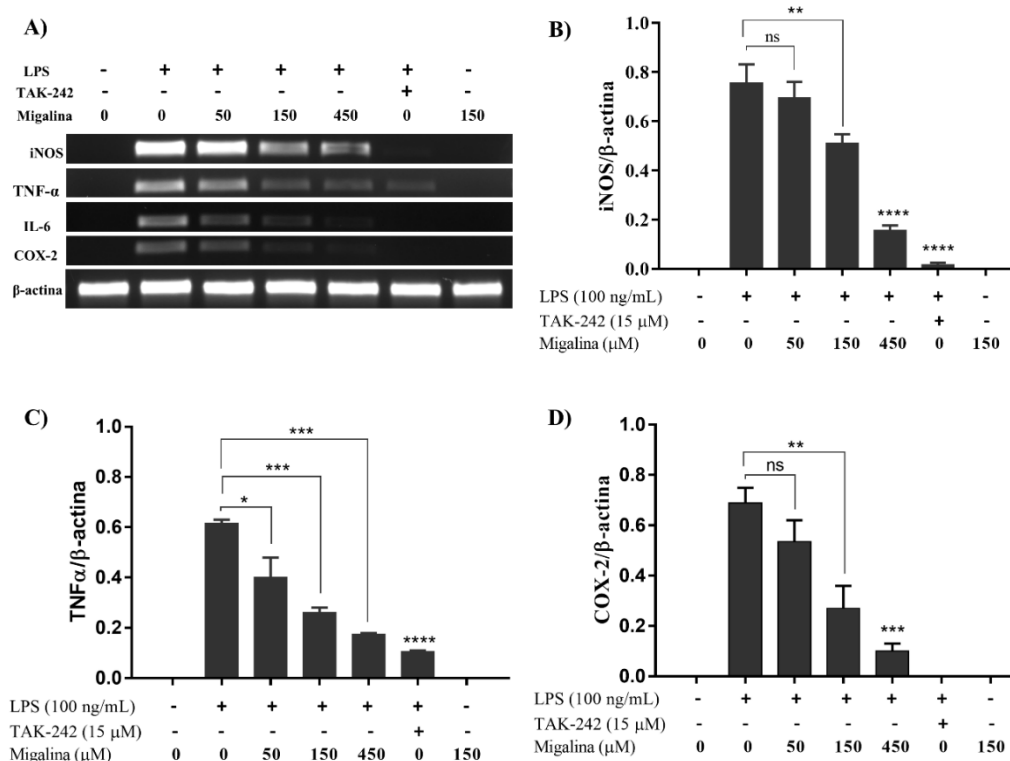 A)
LPS - + + + + + -
TAK-242 - - - - - + -
Migalina 0 0 50 150 450 0 150
iNOS
TNF-α
IL-6
COX-2
β-actina
B)
**
ns
1.0
0.8
0.6
0.4
0.2
0.0
iNOS/β-actina
****
****
LPS (100 ng/mL) - + + + + + -
TAK-242 (15 μM) - - - - - + -
Migalina (μM) 0 0 50 150 450 0 150
C)
***
***
*
1.0
0.8
0.6
0.4
0.2
0.0
TNFα/β-actina
****
LPS (100 ng/mL) - + + + + + -
TAK-242 (15 μM) - - - - - + -
Migalina (μM) 0 0 50 150 450 0 150
D)
**
ns
1.0
0.8
0.6
0.4
0.2
0.0
COX-2/β-actina
***
LPS (100 ng/mL) - + + + + + -
TAK-242 (15 μM) - - - - - + -
Migalina (μM) 0 0 50 150 450 0 150